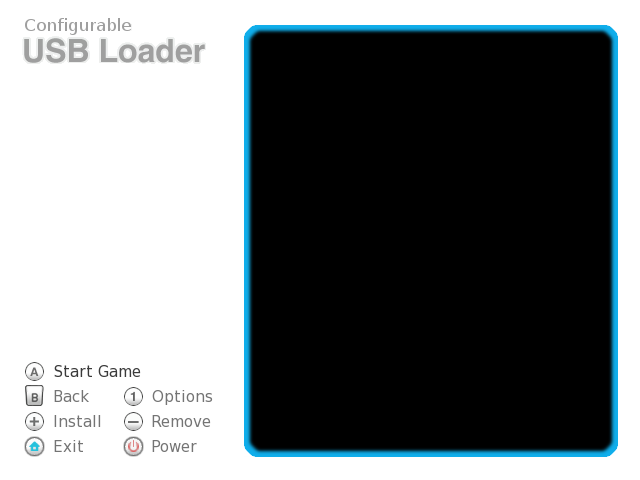 Configurable
USB Loader
A Start Game
B Back 1 Options
+ Install − Remove
Exit Power